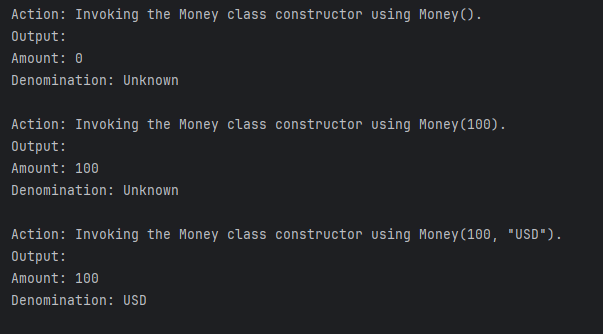 Action: Invoking the Money class constructor using Money().
Output:
Amount: 0
Denomination: Unknown

Action: Invoking the Money class constructor using Money(100).
Output:
Amount: 100
Denomination: Unknown

Action: Invoking the Money class constructor using Money(100, "USD").
Output:
Amount: 100
Denomination: USD